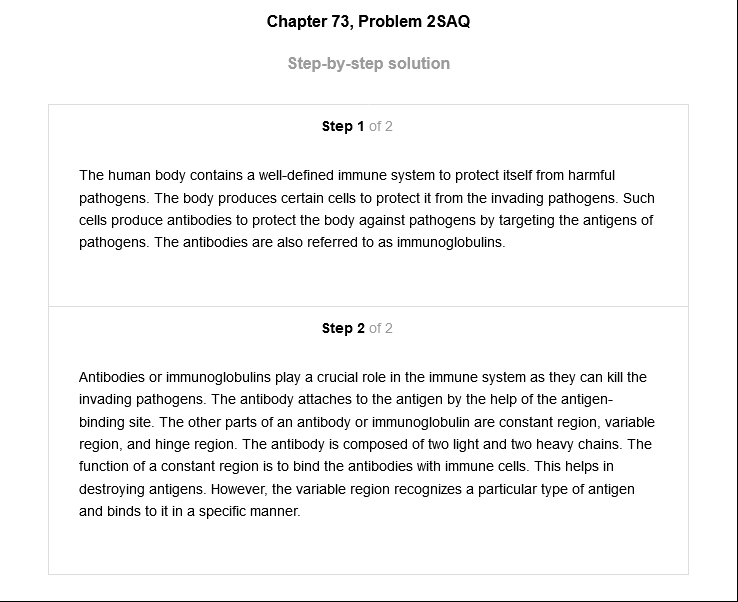 Chapter 73, Problem 2SAQ
Step-by-step solution
Step 1 of 2
The human body contains a well-defined immune system to protect itself from harmful
pathogens. The body produces certain cells to protect it from the invading pathogens. Such
cells produce antibodies to protect the body against pathogens by targeting the antigens of
pathogens. The antibodies are also referred to as immunoglobulins.
Step 2 of 2
Antibodies or immunoglobulins play a crucial role in the immune system as they can kill the
invading pathogens. The antibody attaches to the antigen by the help of the antigen-
binding site. The other parts of an antibody or immunoglobulin are constant region, variable
region, and hinge region. The antibody is composed of two light and two heavy chains. The
function of a constant region is to bind the antibodies with immune cells. This helps in
destroying antigens. However, the variable region recognizes a particular type of antigen
and binds to it in a specific manner.